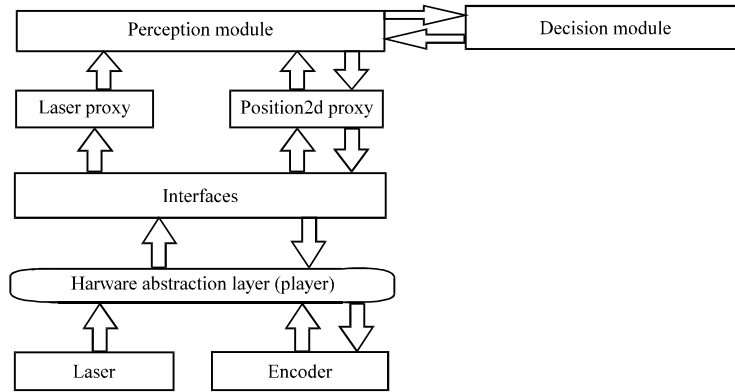 Perception module
Decision module
Laser proxy
Position2d proxy
Interfaces
Harware abstraction layer (player)
Laser
Encoder